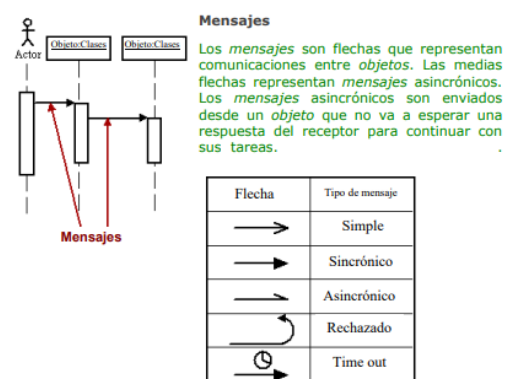 Mensajes
Actor
Objeto:Clases
Objeto:Clases
Los mensajes son flechas que representan
comunicaciones entre objetos. Las medias
flechas representan mensajes asincrónicos.
Los mensajes asincrónicos son enviados
desde un objeto que no va a esperar una
respuesta del receptor para continuar con
sus tareas. .
Mensajes
Flecha Tipo de mensaje
Simple
Sincrónico
Asincrónico
Rechazado
Time out